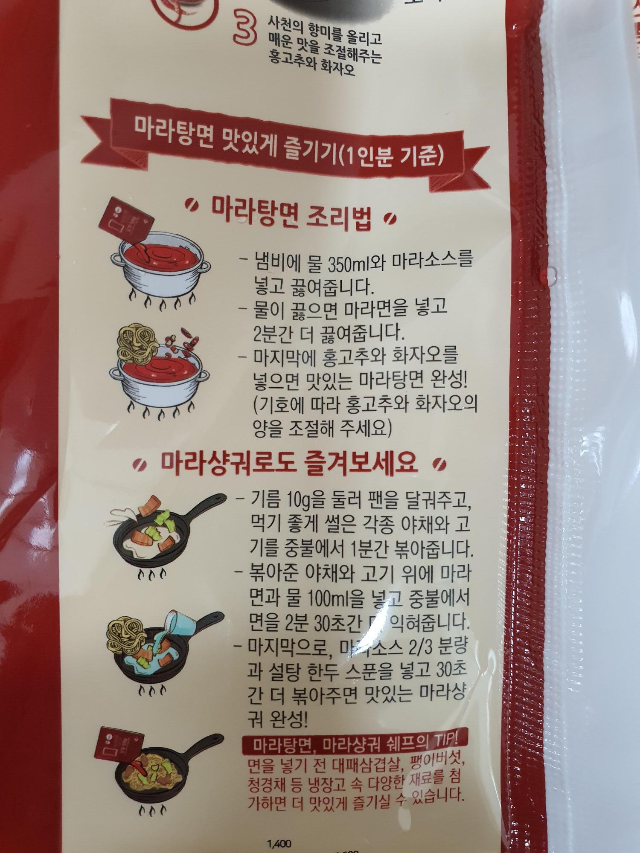 3 사천의 향미를 올리고
매운 맛을 조절해주는
홍고추와 화자오
마라탕면 맛있게 즐기기(1인분 기준)
마라탕면 조리법
- 냄비에 물 350ml와 마라소스를
넣고 끓여줍니다.
- 물이 끓으면 마라면을 넣고
2분간 더 끓여줍니다.
- 마지막에 홍고추와 화자오를
넣으면 맛있는 마라탕면 완성!
(기호에 따라 홍고추와 화자오의
양을 조절해 주세요)
마라샹궈로도 즐겨보세요
- 기름 10g을 둘러 팬을 달궈주고,
먹기 좋게 썰은 각종 야채와 고
기를 중불에서 1분간 볶아줍니다.
- 볶아준 야채와 고기 위에 마라
면과 물 100ml을 넣고 중불에서
면을 2분 30초간 더 익혀줍니다.
- 마지막으로, 마라소스 2/3 분량
과 설탕 한두 스푼을 넣고 30초
간 더 볶아주면 맛있는 마라샹
궈 완성!
마라탕면, 마라샹궈 쉐프의 TIP!
면을 넣기 전 대패삼겹살, 팽이버섯,
청경채 등 냉장고 속 다양한 재료를 첨
가하면 더 맛있게 즐기실 수 있습니다.
1,400